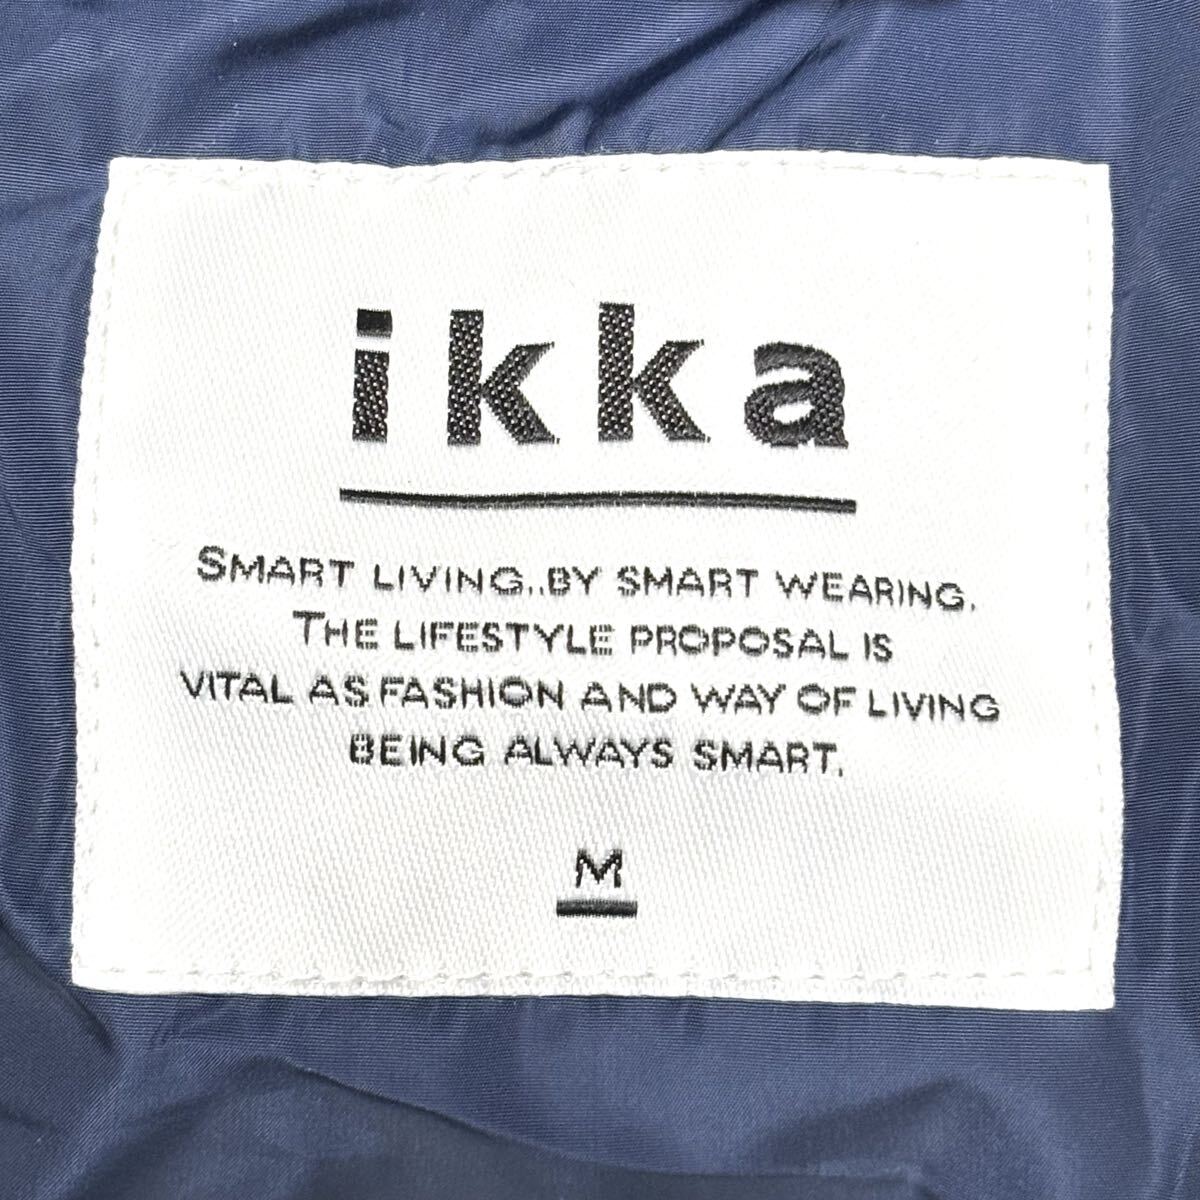 ikka
SMART LIVING..BY SMART WEARING.
THE LIFESTYLE PROPOSAL IS
VITAL AS FASHION AND WAY OF LIVING
BEING ALWAYS SMART.
M